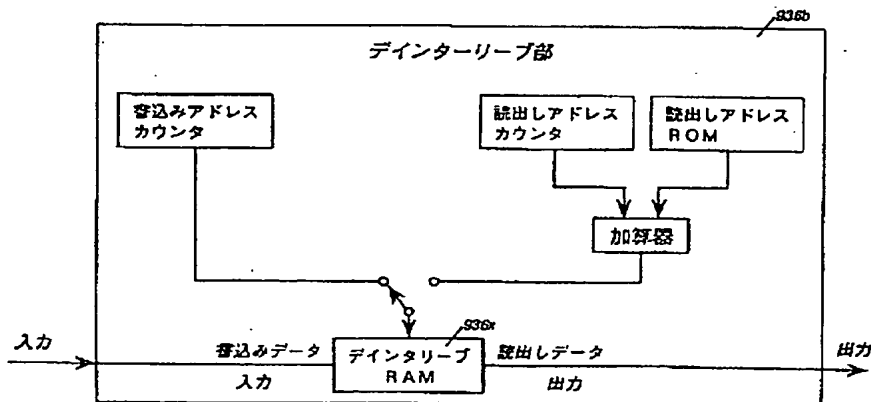 936b
デインターリーブ部
書込みアドレス
カウンタ
読出しアドレス
カウンタ
読出しアドレス
ROM
加算器
936x
入力
書込みデータ
デインタリーブ
RAM
読出しデータ
出力
入力
出力